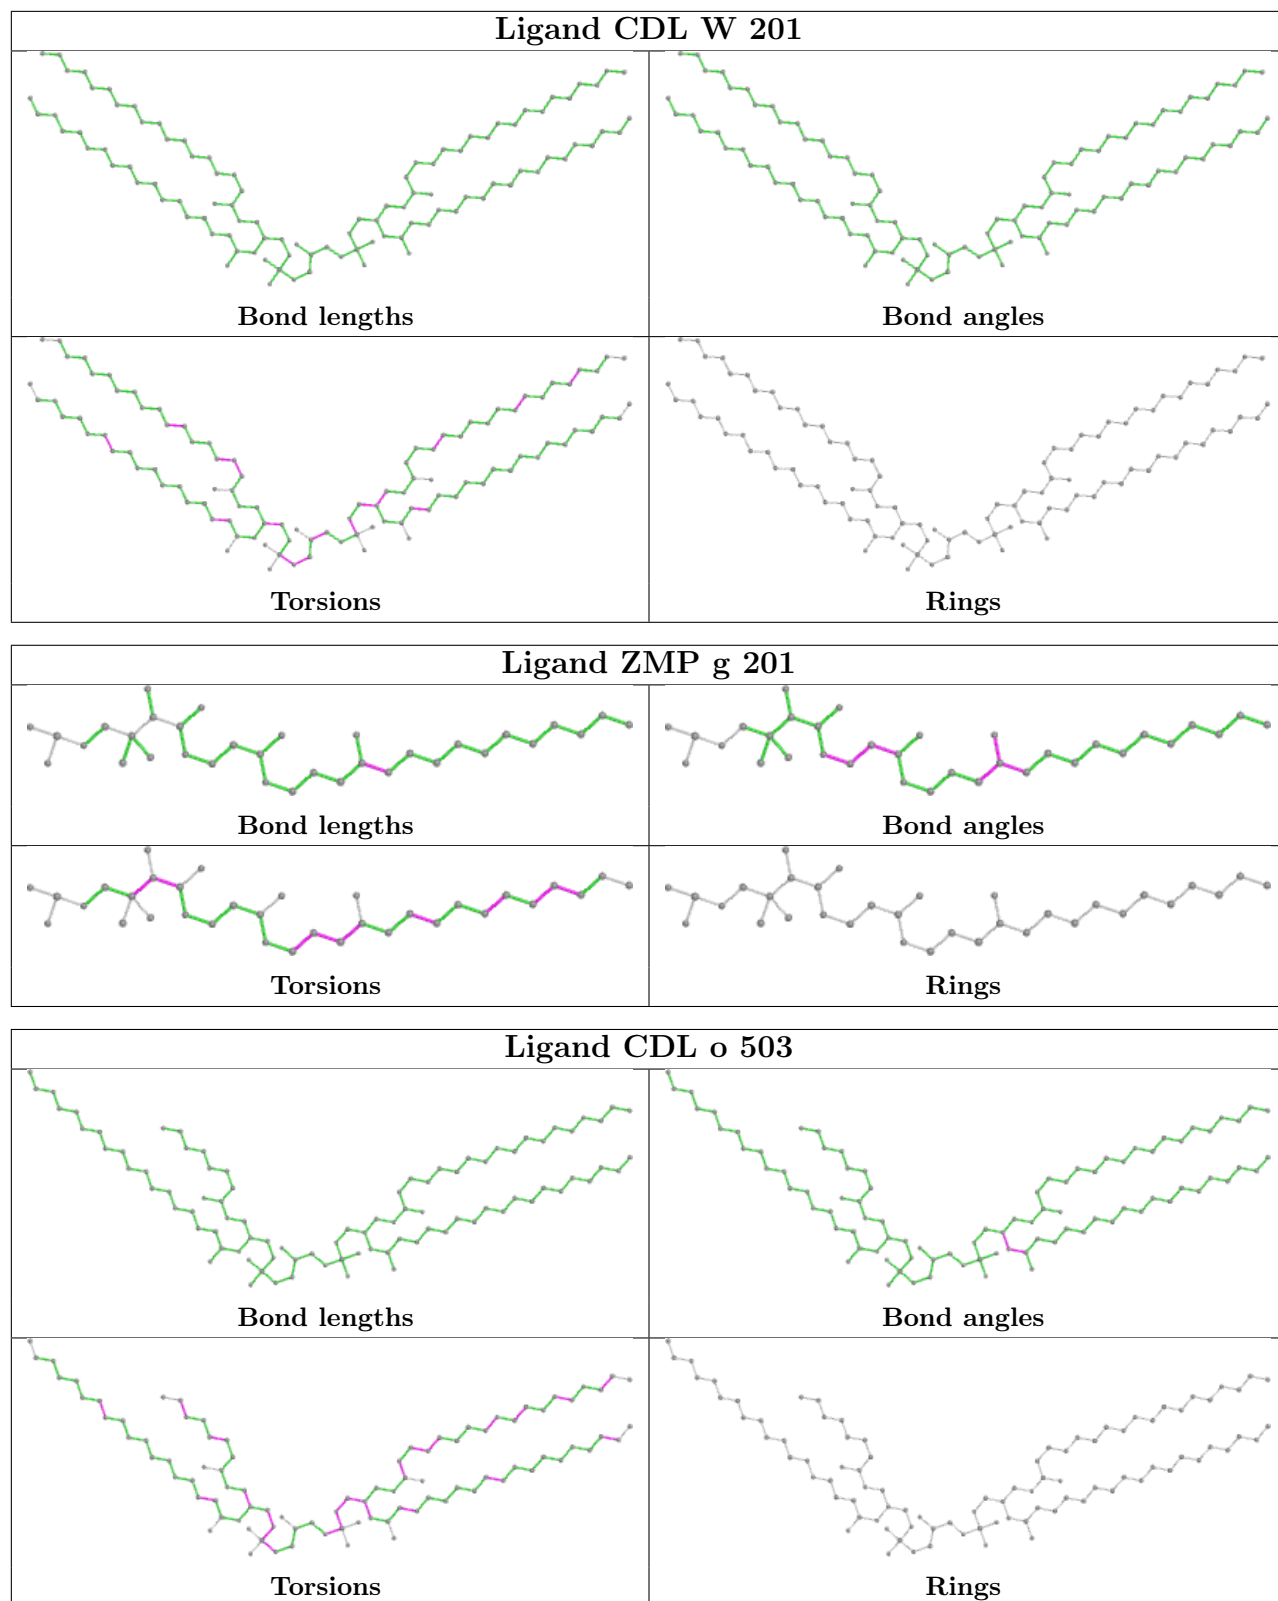 Ligand CDL W 201
Bond lengths
Bond angles
Torsions
Rings
Ligand ZMP g 201
Bond lengths
Bond angles
Torsions
Rings
Ligand CDL o 503
Bond lengths
Bond angles
Torsions
Rings